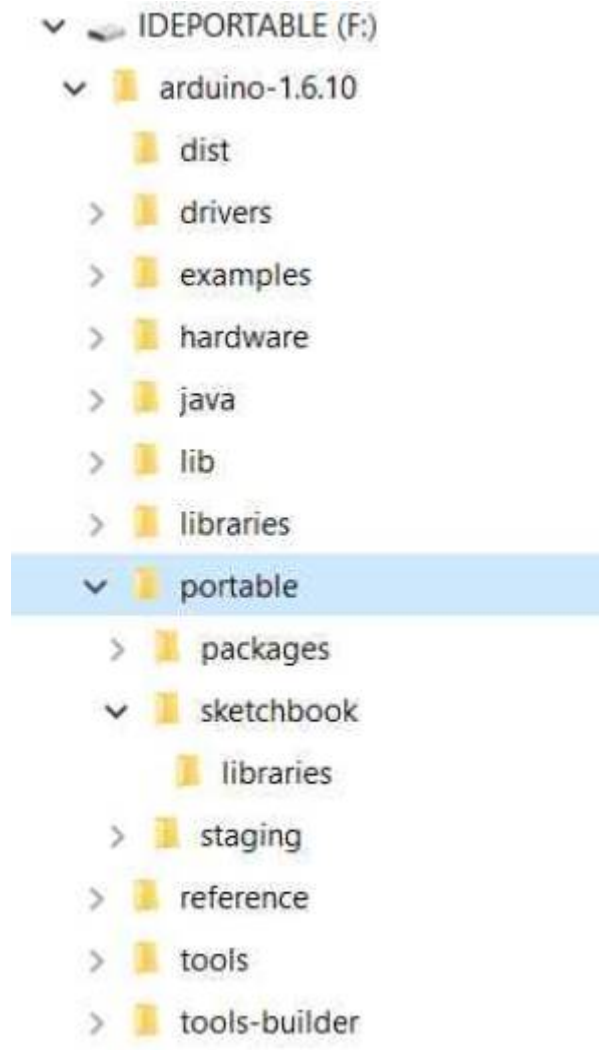 IDEPORTABLE (F:)
arduino-1.6.10
dist
drivers
examples
hardware
java
lib
libraries
portable
packages
sketchbook
libraries
staging
reference
tools
tools-builder